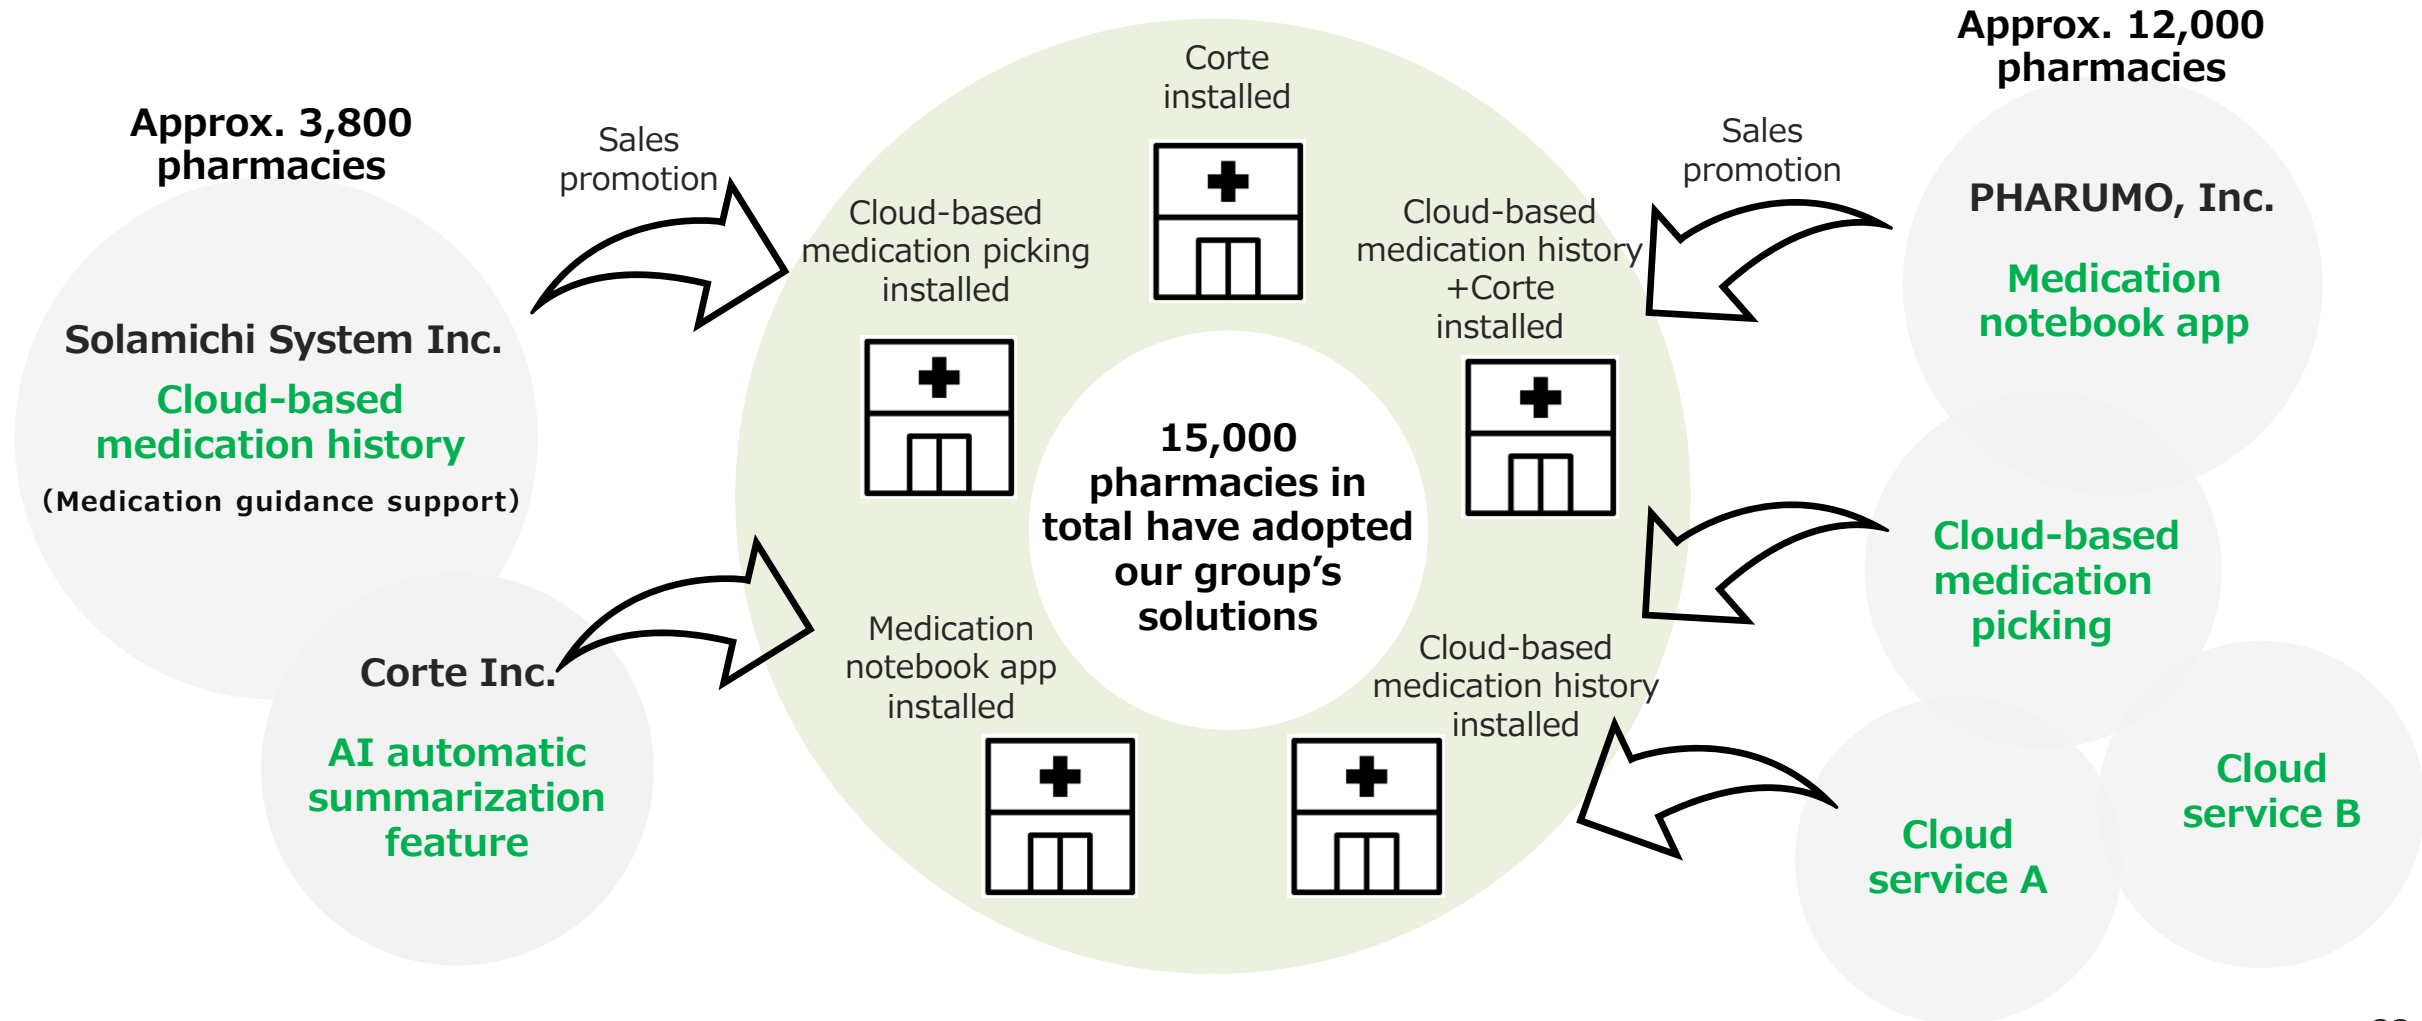 Approx. 3,800
pharmacies
Solamichi System Inc.
Cloud-based
medication history
(Medication guidance support)
Corte Inc.
AI automatic
summarization
feature
Sales
promotion
Corte
installed
Cloud-based
medication picking
installed
Cloud-based
medication history
+Corte
installed
15,000
pharmacies in
total have adopted
our group’s
solutions
Medication
notebook app
installed
Cloud-based
medication history
installed
Sales
promotion
Approx. 12,000
pharmacies
PHARUMO, Inc.
Medication
notebook app
Cloud-based
medication
picking
Cloud
service A
Cloud
service B